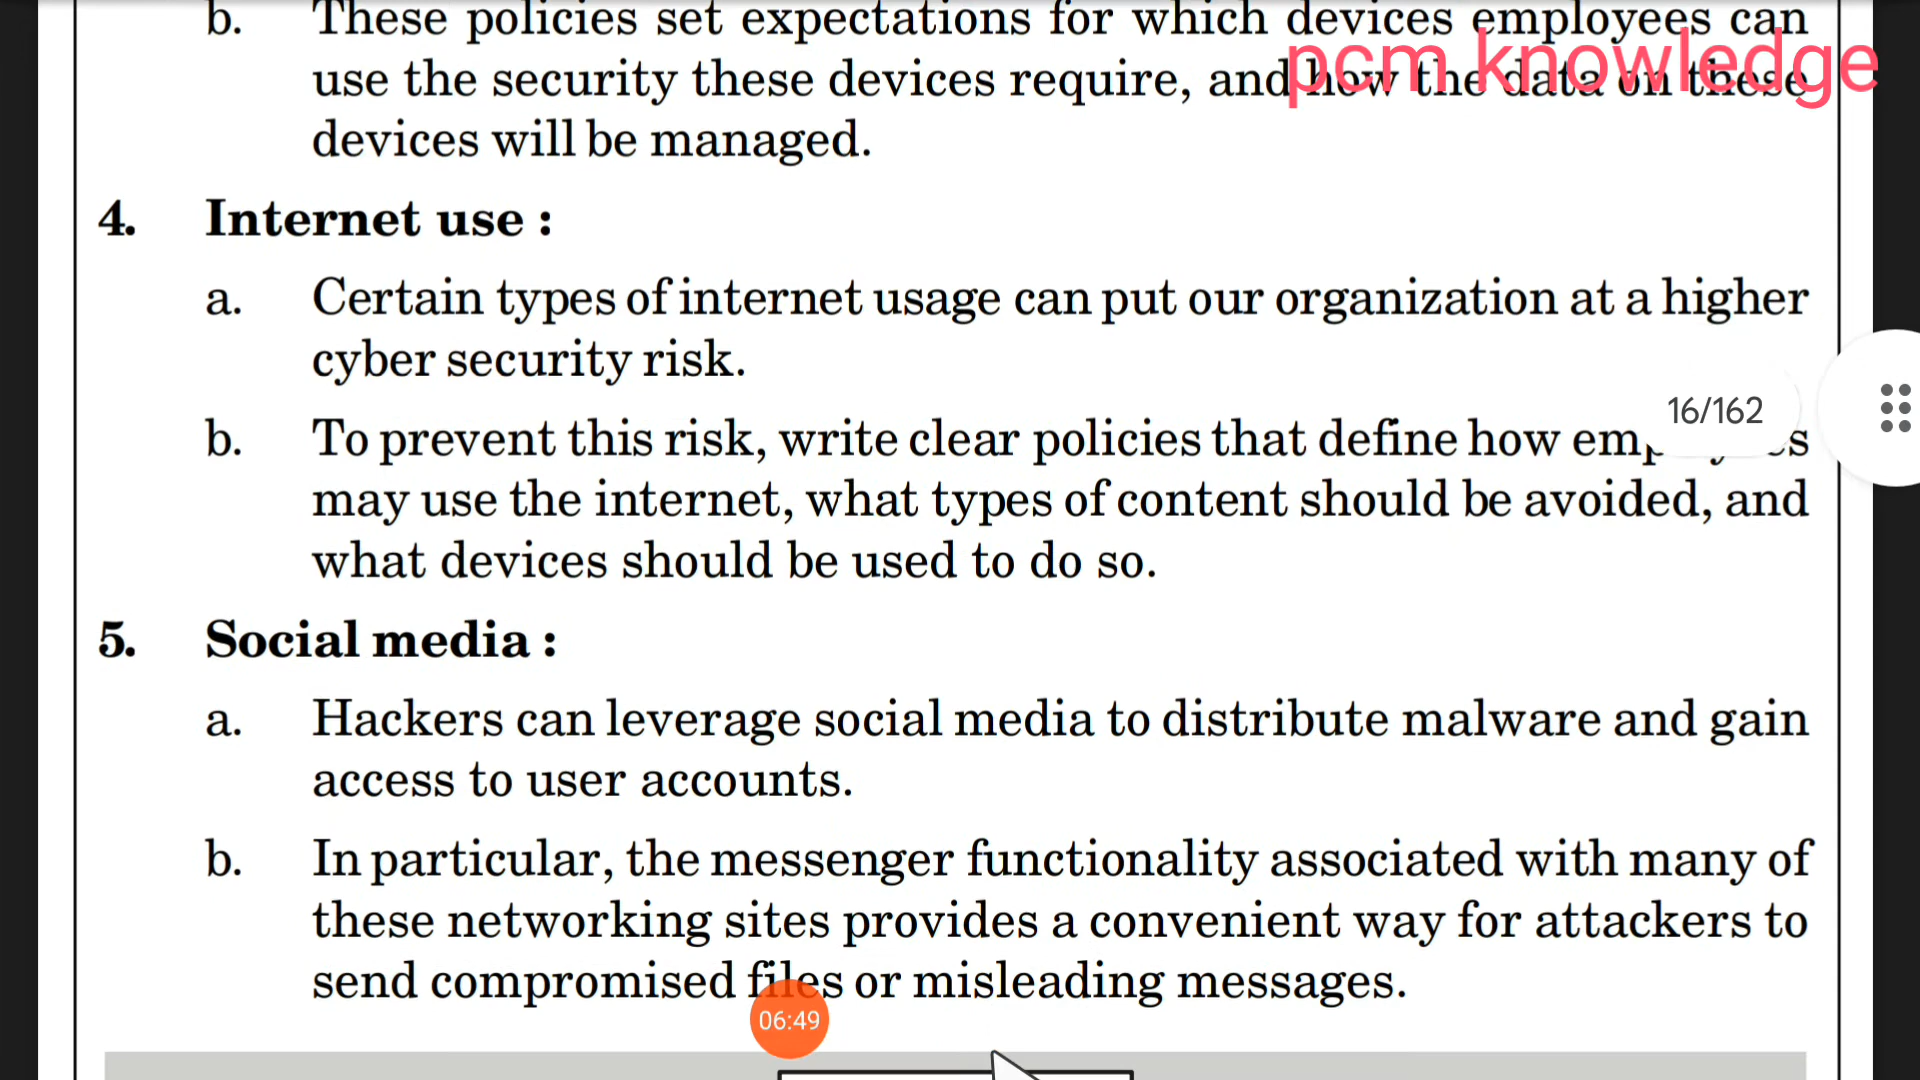 b. These policies set expectations for which devices employees can
pcm knowledge
use the security these devices require, and how the data on these
devices will be managed.
4. Internet use :
a. Certain types of internet usage can put our organization at a higher
cyber security risk.
16/162
b. To prevent this risk, write clear policies that define how
may use the internet, what types of content should be avoided, and
what devices should be used to do so.
5. Social media :
a. Hackers can leverage social media to distribute malware and gain
access to user accounts.
b. In particular, the messenger functionality associated with many of
these networking sites provides a convenient way for attackers to
send compromised files or misleading messages.
06:49